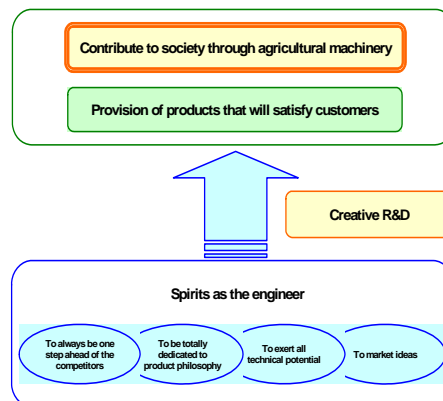 Contribute to society through agricultural machinery
Provision of products that will satisfy customers
Creative R&D
Spirits as the engineer
To always be one
step ahead of the
competitors
To be totally
dedicated to
product philosophy
To exert all
technical potential
To market ideas